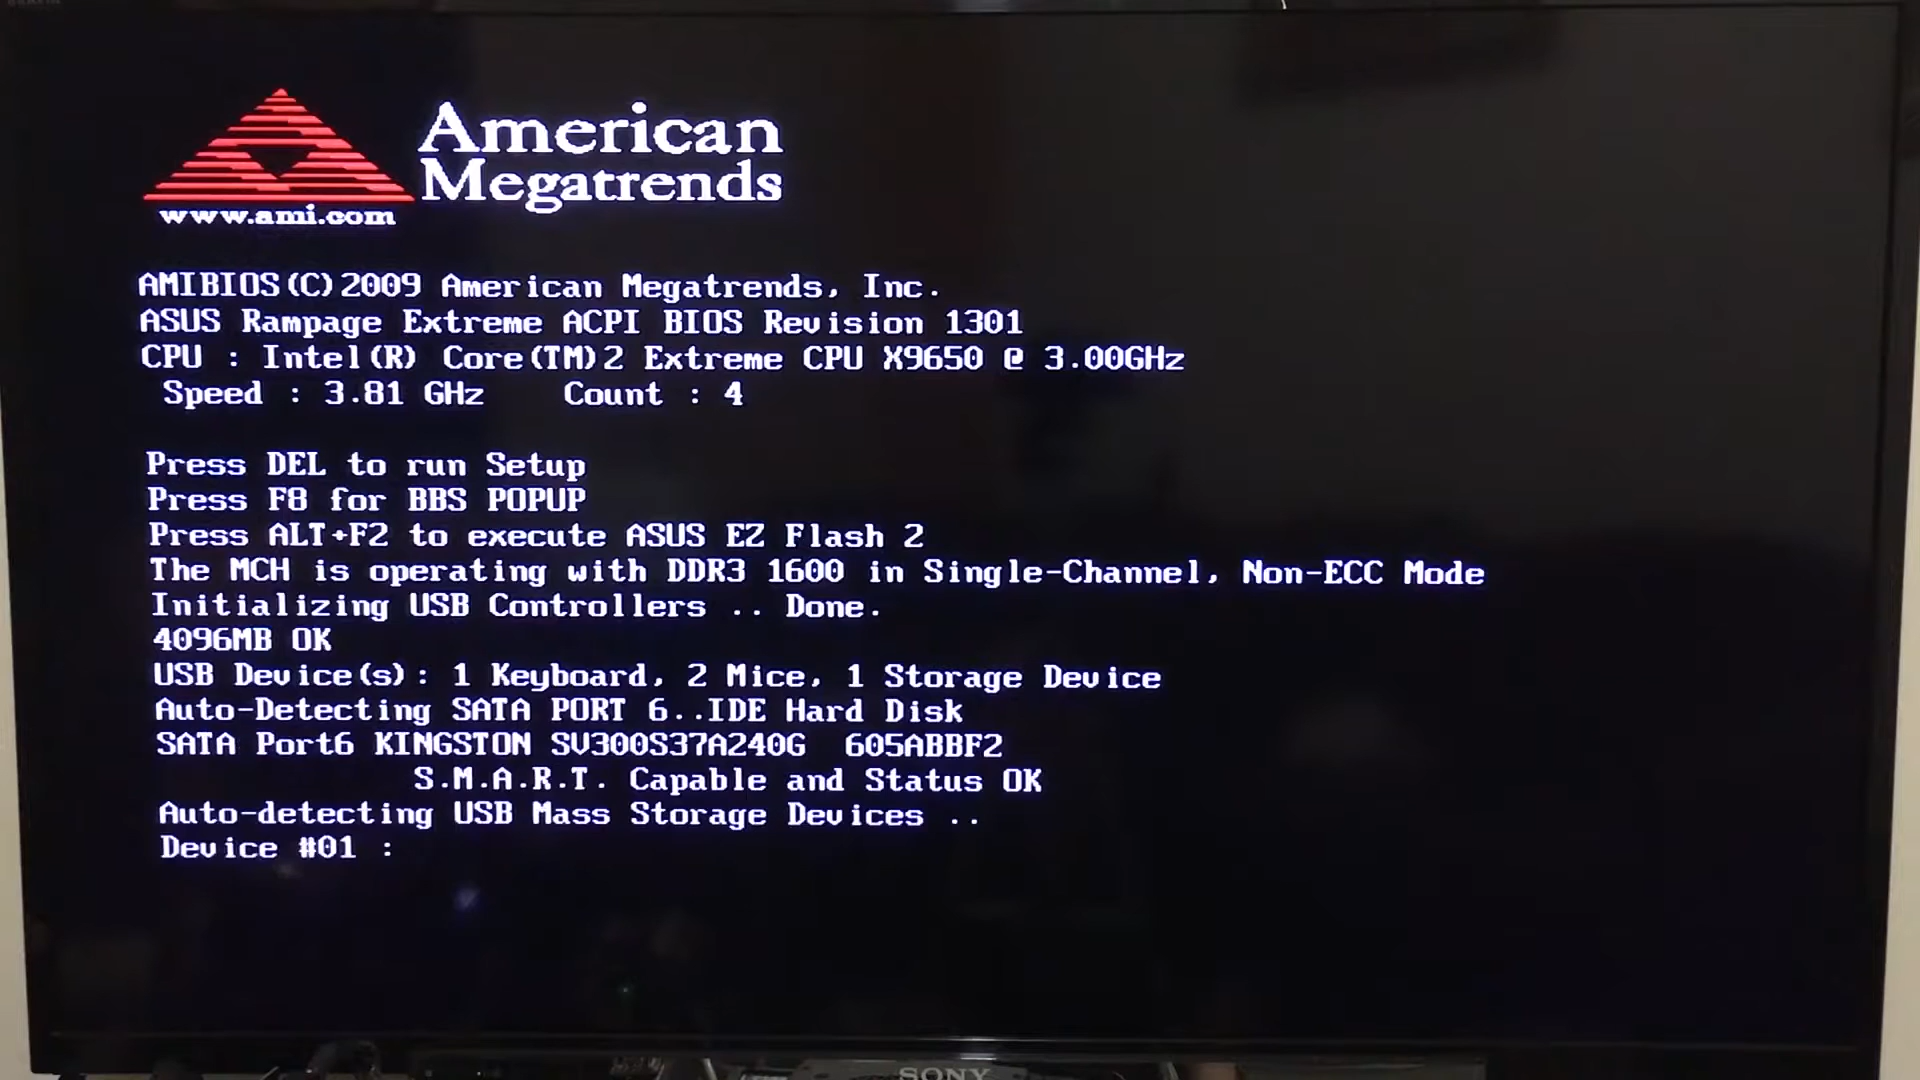 American
Megatrends
www.ami.com
AMIBIOS(C)2009 American Megatrends, Inc.
ASUS Rampage Extreme ACPI BIOS Revision 1301
CPU : Intel(R) Core(TM)2 Extreme CPU X9650 @ 3.00GHz
Speed : 3.81 GHz Count : 4
Press DEL to run Setup
Press F8 for BBS POPUP
Press ALT+F2 to execute ASUS EZ Flash 2
The MCH is operating with DDR3 1600 in Single-Channel, Non-ECC Mode
Initializing USB Controllers .. Done.
4096MB OK
USB Device(s): 1 Keyboard, 2 Mice, 1 Storage Device
Auto-Detecting SATA PORT 6..IDE Hard Disk
SATA Port6 KINGSTON SV300S37A240G 605ABBF2
S.M.A.R.T. Capable and Status OK
Auto-detecting USB Mass Storage Devices ..
Device #01 :
SONY